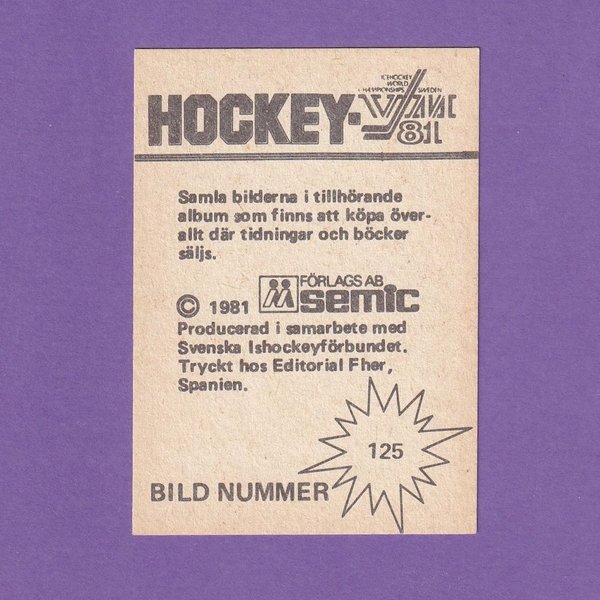 ICEHOCKEY
WORLD
CHAMPIONSHIPS SWEDEN
HOCKEY-VM
81
Samla bilderna i tillhörande
album som finns att köpa över-
allt där tidningar och böcker
säljs.
© 1981 FÖRLAGS AB
semic
Producerad i samarbete med
Svenska Ishockeyförbundet.
Tryckt hos Editorial Fher,
Spanien.
125
BILD NUMMER